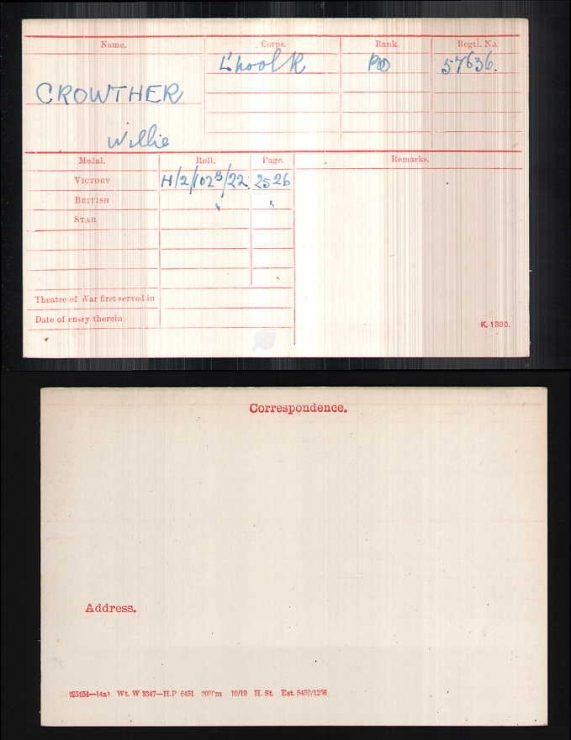 Name. Corps. Rank. Regtl. No.
L'pool R Pte 57636.
CROWTHER
Willie
Medal. Roll. Page. Remarks.
VICTORY H/2/102B/22 2526
BRITISH " "
STAR
Theatre of War first served in
Date of entry therein
K. 1380.
Correspondence.
Address.
Wt. W 5047—H.P 6451 10/19 H. St.